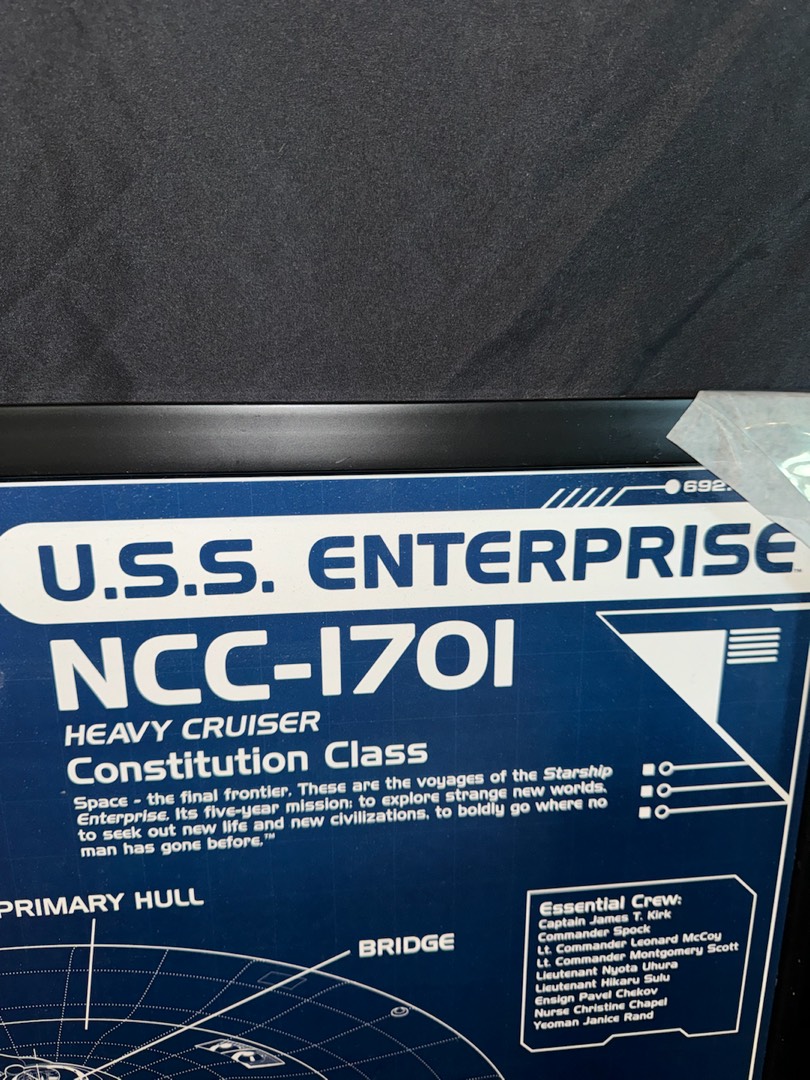 692.
U.S.S. ENTERPRISE™
NCC-1701
HEAVY CRUISER
Constitution Class
Space - the final frontier. These are the voyages of the Starship
Enterprise. Its five-year mission: to explore strange new worlds,
to seek out new life and new civilizations, to boldly go where no
man has gone before.™
PRIMARY HULL
BRIDGE
Essential Crew:
Captain James T. Kirk
Commander Spock
Lt. Commander Leonard McCoy
Lt. Commander Montgomery Scott
Lieutenant Nyota Uhura
Lieutenant Hikaru Sulu
Ensign Pavel Chekov
Nurse Christine Chapel
Yeoman Janice Rand